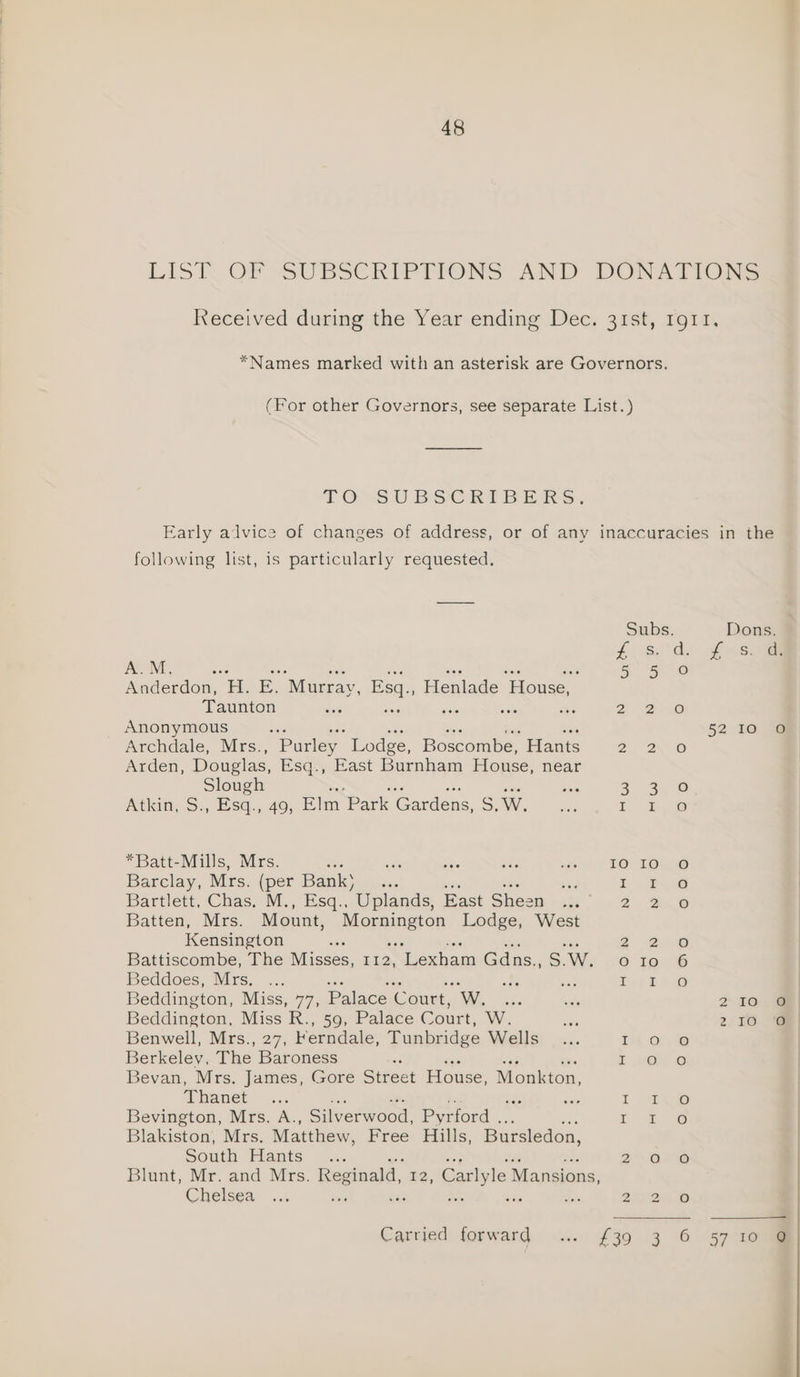 48
LIST OF SUBSCRIPTIONS AND DONATIONS
Received during the Year ending Dec. 31st, 1911.
*Names marked with an asterisk are Governors.
(For other Governors, see separate List.)
TO SUBSCRIBERS.
Early advice of changes of address, or of any inaccuracies in the
following list, is particularly requested.
Subs. Dons.
£ s. d. £ s. d.
A. M. ... ... ... ... ... ... ... 5 5 0
Anderdon, H. E. Murray, Esq., Henlade House,
Taunton ... ... ... ... ... 2 2 0
Anonymous ... ... ... ... ... 52 10 0
Archdale, Mrs., Purley Lodge, Boscombe, Hants 2 2 0
Arden, Douglas, Esq., East Burnham House, near
Slough ... ... ... ... ... 3 3 0
Atkin, S., Esq., 49, Elm Park Gardens, S.W. ... 1 1 0
*Batt-Mills, Mrs. ... ... ... ... ... 10 10 0
Barclay, Mrs. (per Bank) ... ... ... ... 1 1 0
Bartlett, Chas. M., Esq., Uplands, East Sheen ... 2 2 0
Batten, Mrs. Mount, Mornington Lodge, West
Kensington ... ... ... ... ... 2 2 0
Battiscombe, The Misses, 112, Lexham Gdns., S.W. 0 10 6
Beddoes, Mrs. ... ... ... ... ... ... 1 1 0
Beddington, Miss, 77, Palace Court, W. ... ... 2 10 0
Beddington, Miss R., 59, Palace Court, W. ... 2 10 0
Benwell, Mrs., 27, Ferndale, Tunbridge Wells ... 1 0 0
Berkeley, The Baroness ... ... ... ... 1 0 0
Bevan, Mrs. James, Gore Street House, Monkton,
Thanet ... ... ... ... ... ... 1 1 0
Bevington, Mrs. A., Silverwood, Pyrford ... ... 1 1 0
Blakiston, Mrs. Matthew, Free Hills, Bursledon,
South Hants ... ... ... ... ... 2 0 0
Blunt, Mr. and Mrs. Reginald, 12, Carlyle Mansions,
Chelsea ... ... ... ... ... ... 2 2 0
Carried forward ... £39 3 6 57 10 0